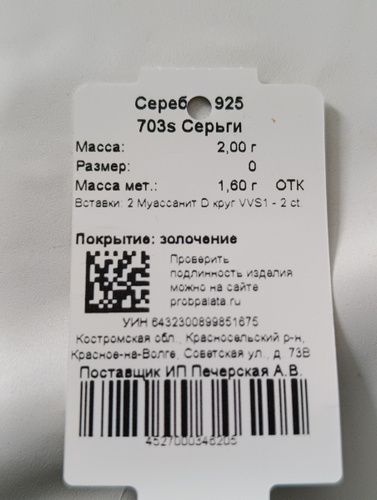 Сереб 925
703s Серьги
Масса: 2,00 г
Размер: 0
Масса мет.: 1,60 г ОТК
Вставки: 2 Муассанит D круг VVS1 - 2 ct.
Покрытие: золочение
Проверить
подлинность изделия
можно на сайте
probpalata.ru
УИН 6432300899851675
Костромская обл., Красносельский р-н,
Красное-на-Волге, Советская ул., д. 73В
Поставщик ИП Печерская А.В.
4527000346205